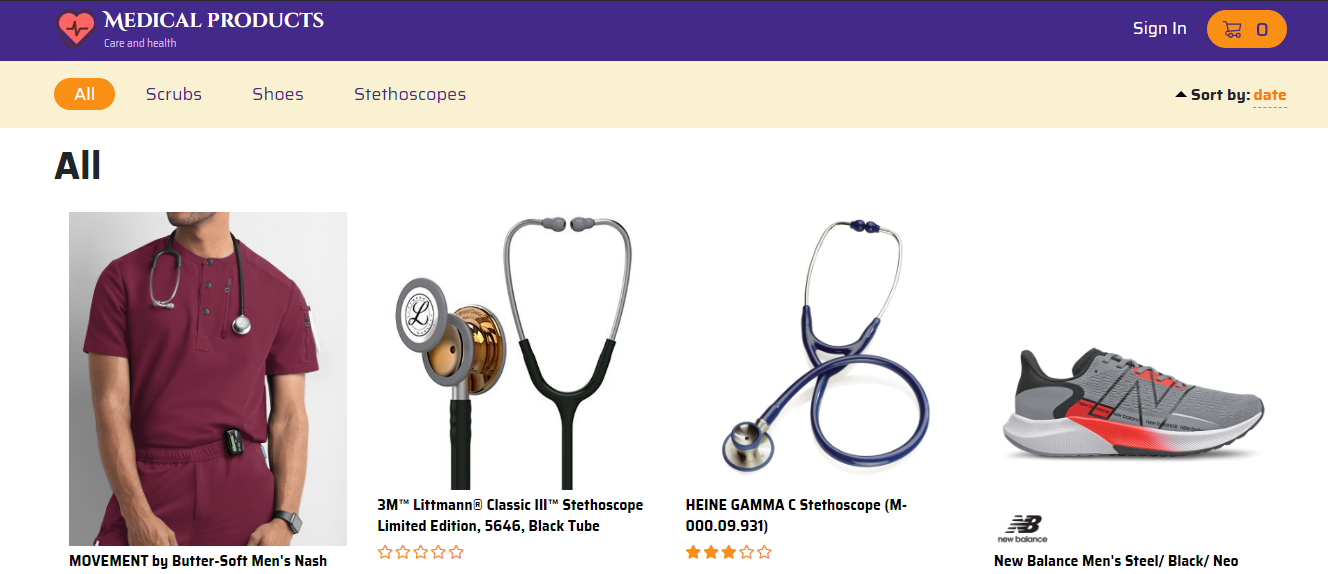 MEDICAL PRODUCTS
Care and health
Sign In
0
All
Scrubs
Shoes
Stethoscopes
Sort by: date
All
3M™ Littmann® Classic III™ Stethoscope
Limited Edition, 5646, Black Tube
HEINE GAMMA C Stethoscope (M-
000.09.931)
new balance
MOVEMENT by Butter-Soft Men's Nash
New Balance Men's Steel/ Black/ Neo